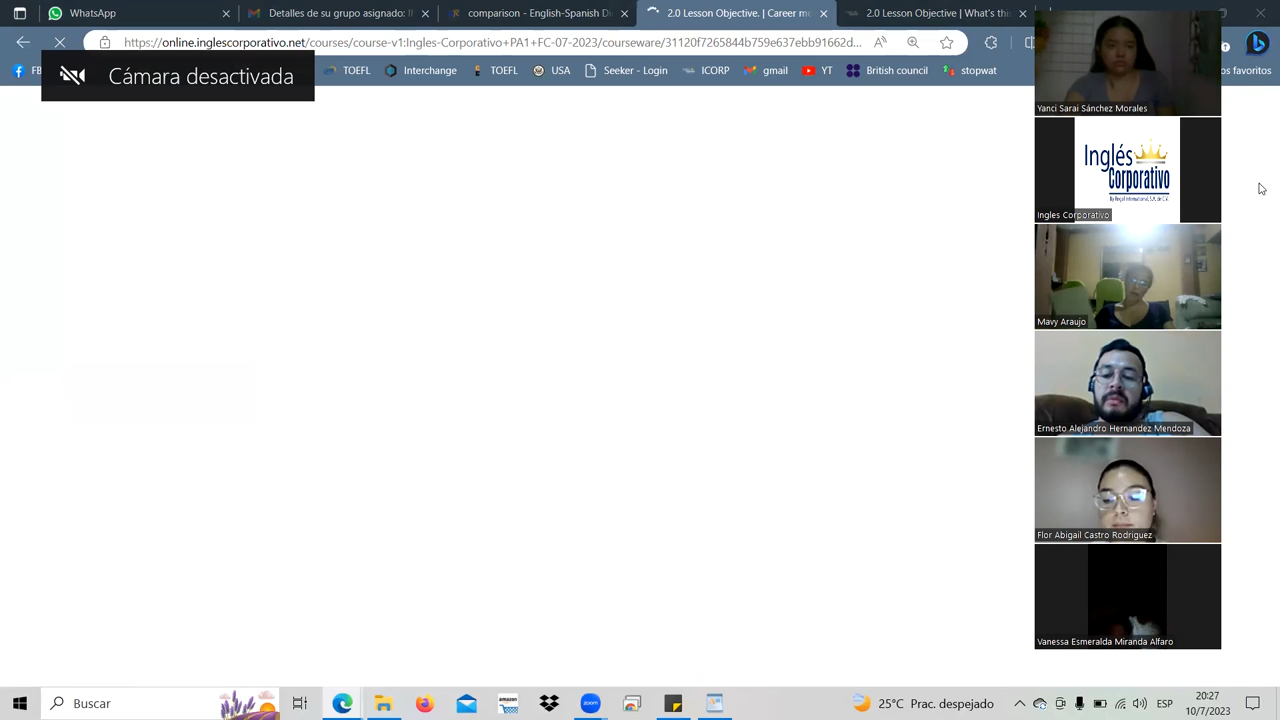 WhatsApp
Detalles de su grupo asignado: I
comparison - English-Spanish Di
2.0 Lesson Objective. | Career mo
2.0 Lesson Objective | What's thi
https://online.inglescorporativo.net/courses/course-v1:Ingles-Corporativo+PA1+FC-07-2023/courseware/31120f7265844b759e637ebb91662d...
FB
TOEFL
Interchange
TOEFL
USA
Seeker - Login
ICORP
gmail
YT
British council
stopwat
os favoritos
Cámara desactivada
Yanci Sarai Sánchez Morales
Inglés
Corporativo
Ingles Corporativo
Mavy Araujo
Ernesto Alejandro Hernandez Mendoza
Flor Abigail Castro Rodriguez
Vanessa Esmeralda Miranda Alfaro
Buscar
amazon
zoom
25°C Prac. despejado
ESP
20:27
10/7/2023